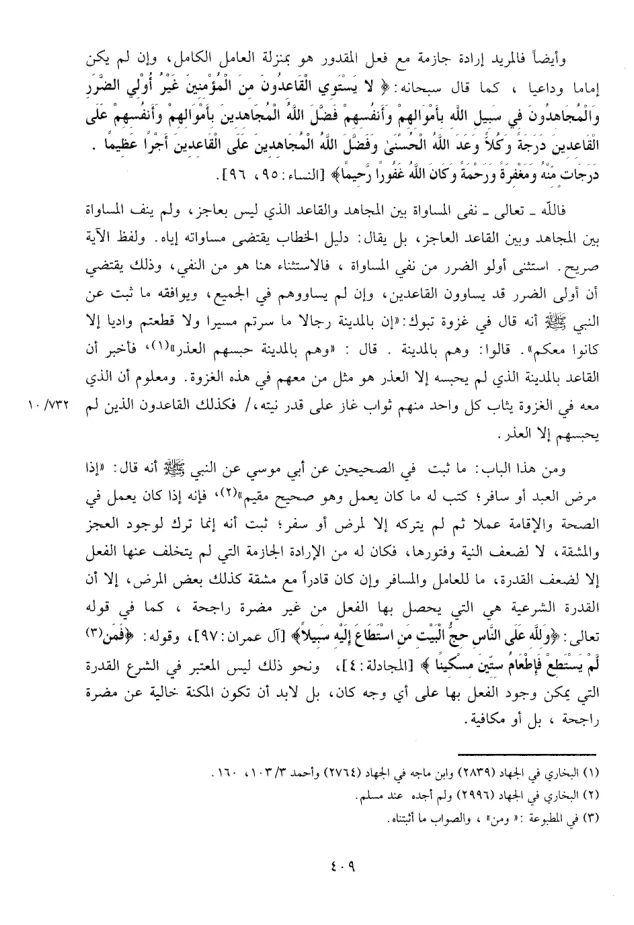 وأيضاً فالمريد إرادة جازمة مع فعل المقدور هو بمنزلة العامل الكامل، وإن لم يكن
إماما وداعيا ، كما قال سبحانه: ﴿ لا يَسْتَوِي القَاعدُونَ مِنَ المُؤْمِنِينَ غَيْرُ أُولِي الضَّرَرِ
وَالْمُجَاهِدُونَ فِي سَبِيلِ اللَّهِ بِأَمْوَالِهِمْ وَأَنفُسِهِمْ فَضَّلَ اللَّهُ المُجَاهِدِينَ بِأَمْوَالِهِمْ وَأَنفُسِهِمْ عَلَى
القَاعِدِينَ دَرَجَةً وَكُلاًّ وَعَدَ اللَّهُ الحُسْنَىٰ وَفَضَّلَ اللَّهُ المُجَاهِدِينَ عَلَى القَاعِدِينَ أَجْرًا عَظِيمًا .
دَرَجَاتٍ مِّنْهُ وَمَغْفِرَةً وَرَحْمَةً وَكَانَ اللَّهُ غَفُورًا رَّحِيمًا﴾ [النساء: ٩٥، ٩٦].
فالله ـ تعالى ـ نفى المساواة بين المجاهد والقاعد الذي ليس بعاجز، ولم ينف المساواة
بين المجاهد وبين القاعد العاجز، بل يقال: دليل الخطاب يقتضى مساواته إياه. ولفظ الآية
صريح. استثنى أولو الضرر من نفي المساواة ، فالاستثناء هنا هو من النفي، وذلك يقتضي
أن أولى الضرر قد يساوون القاعدين، وإن لم يساووهم في الجميع، ويوافقه ما ثبت عن
النبي ﷺ أنه قال في غزوة تبوك: «إن بالمدينة رجالا ما سرتم مسيرا ولا قطعتم واديا إلا
كانوا معكم». قالوا: وهم بالمدينة . قال : «وهم بالمدينة حبسهم العذر»(١)، فأخبر أن
القاعد بالمدينة الذي لم يحبسه إلا العذر هو مثل من معهم في هذه الغزوة. ومعلوم أن الذي
معه في الغزوة يثاب كل واحد منهم ثواب غاز على قدر نيته،/ فكذلك القاعدون الذين لم ١٠/٧٣٢
يحبسهم إلا العذر.
ومن هذا الباب: ما ثبت في الصحيحين عن أبي موسي عن النبي ﷺ أنه قال: «إذا
مرض العبد أو سافر؛ كتب له ما كان يعمل وهو صحيح مقيم»(٢)، فإنه إذا كان يعمل في
الصحة والإقامة عملا ثم لم يتركه إلا لمرض أو سفر؛ ثبت أنه إنما ترك لوجود العجز
والمشقة، لا لضعف النية وفتورها، فكان له من الإرادة الجازمة التي لم يتخلف عنها الفعل
إلا لضعف القدرة، ما للعامل والمسافر وإن كان قادراً مع مشقة كذلك بعض المرض، إلا أن
القدرة الشرعية هي التي يحصل بها الفعل من غير مضرة راجحة ، كما في قوله
تعالى: ﴿وَلِلَّهِ عَلَى النَّاسِ حِجُّ الْبَيْتِ مَنِ اسْتَطَاعَ إِلَيْهِ سَبِيلاً﴾ [آل عمران: ٩٧]، وقوله: ﴿فَمَن(٣)
لَّمْ يَسْتَطِعْ فَإِطْعَامُ سِتِّينَ مِسْكِينًا ﴾ [المجادلة: ٤]، ونحو ذلك ليس المعتبر في الشرع القدرة
التي يمكن وجود الفعل بها على أي وجه كان، بل لابد أن تكون المكنة خالية عن مضرة
راجحة ، بل أو مكافية.
(١) البخاري في الجهاد (٢٨٣٩) وابن ماجه في الجهاد (٢٧٦٤) وأحمد ١٠٣/٣، ١٦٠ .
(٢) البخاري في الجهاد (٢٩٩٦) ولم أجده عند مسلم.
(٣) في المطبوعة : « ومن» ، والصواب ما أثبتناه.
٤٠٩